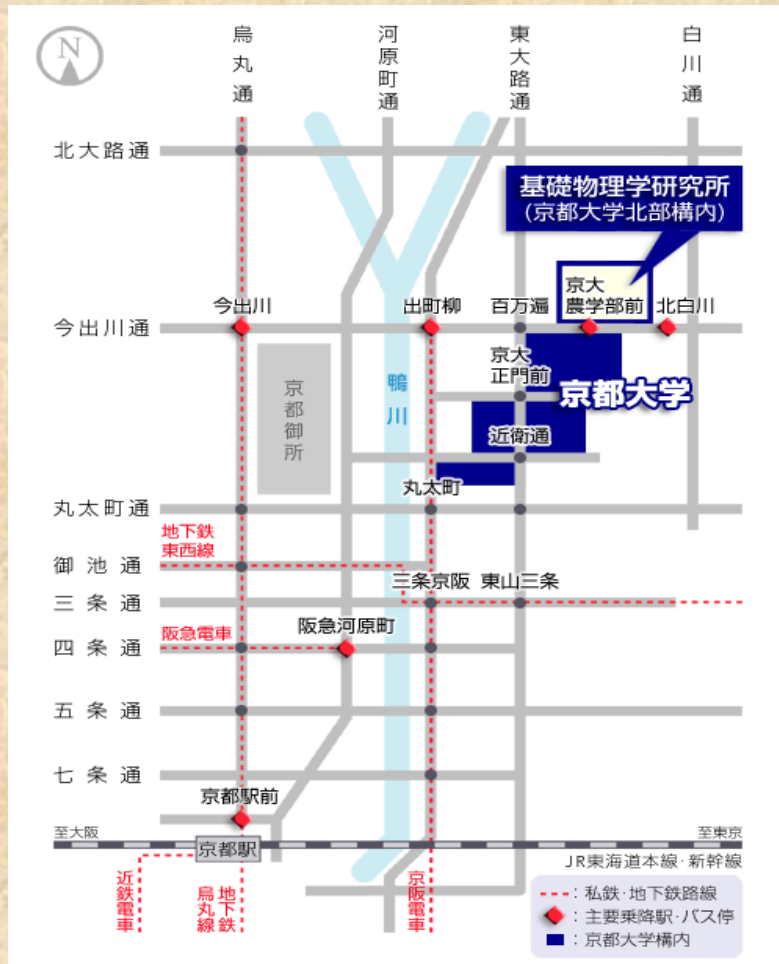 N
烏丸通
河原町通
東大路通
白川通
北大路通
基礎物理学研究所
(京都大学北部構内)
今出川
出町柳
百万遍
京大
農学部前
北白川
今出川通
京都御所
鴨川
京大
正門前
京都大学
近衛通
丸太町
丸太町通
地下鉄
東西線
御池通
三条京阪
東山三条
三条通
阪急河原町
阪急電車
四条通
五条通
七条通
京都駅前
至大阪
至東京
京都駅
JR東海道本線・新幹線
近鉄電車
地下鉄
烏丸線
京阪電車
：私鉄・地下鉄路線
：主要乗降駅・バス停
：京都大学構内